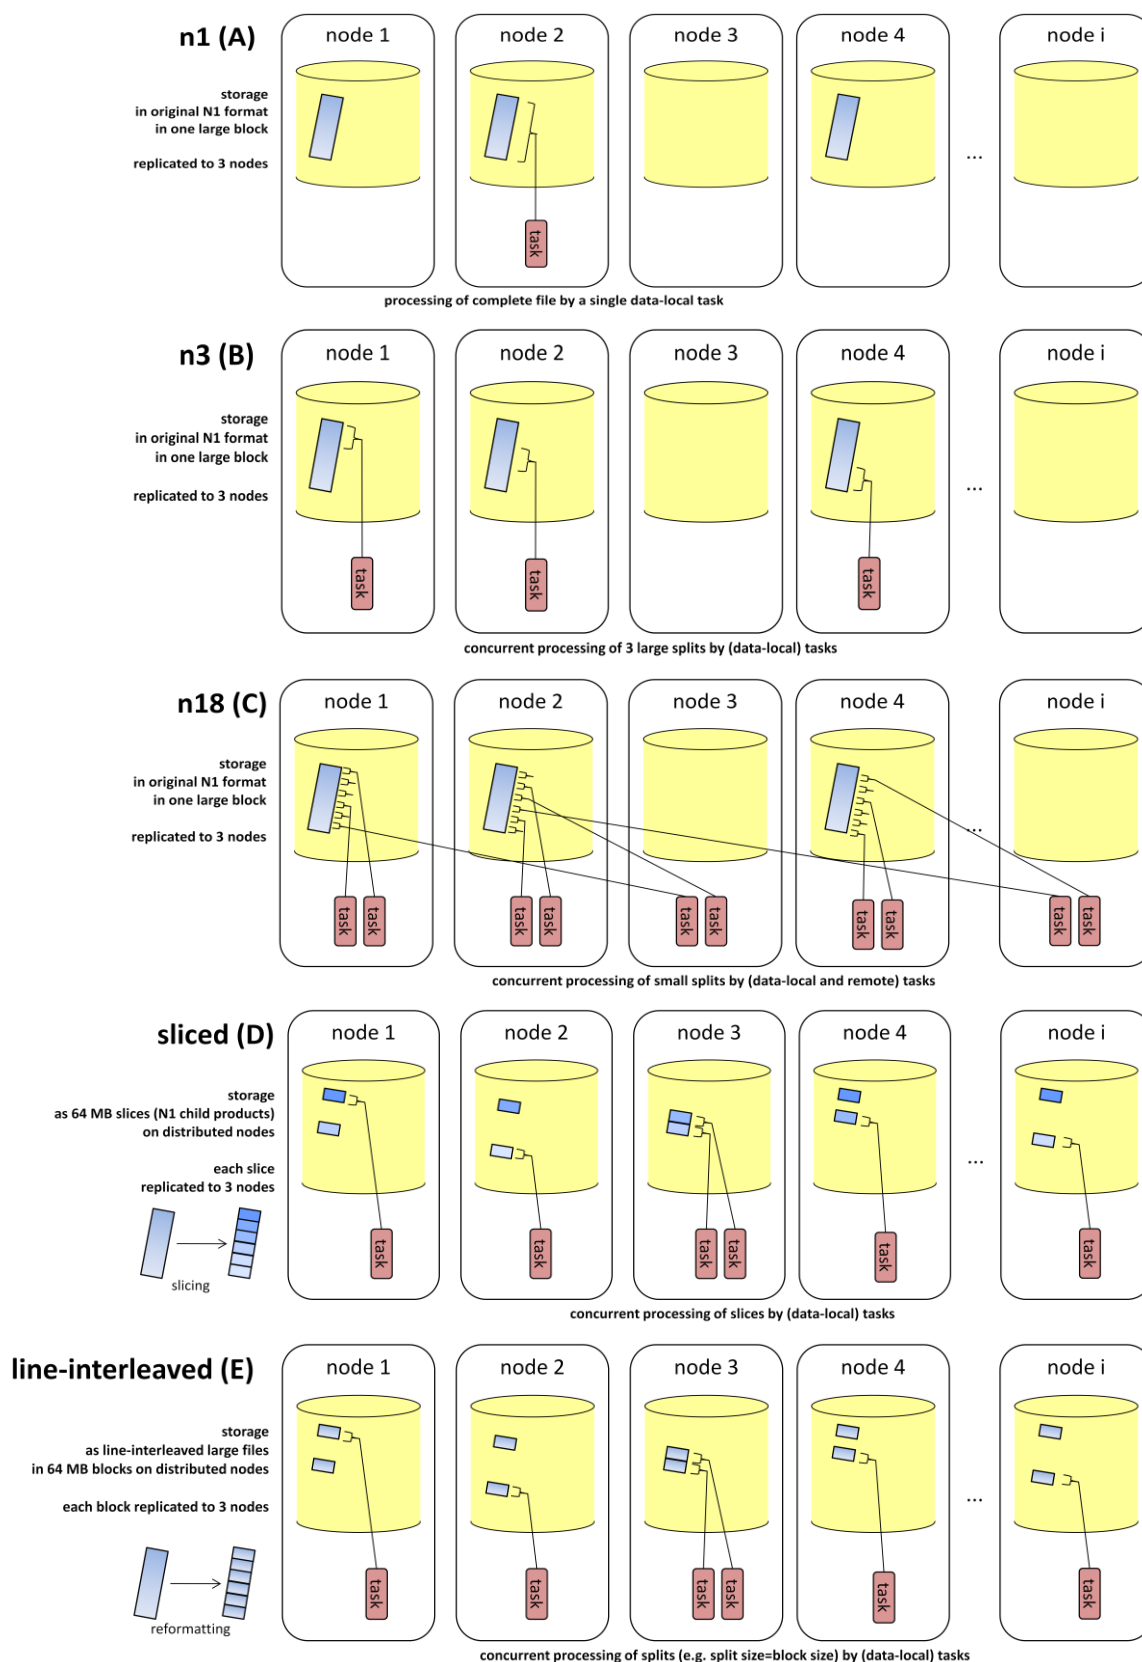 n1 (A)
node 1
node 2
node 3
node 4
node i
storage
in original N1 format
in one large block
replicated to 3 nodes
...
task
processing of complete file by a single data-local task
n3 (B)
node 1
node 2
node 3
node 4
node i
storage
in original N1 format
in one large block
replicated to 3 nodes
...
task
task
task
concurrent processing of 3 large splits by (data-local) tasks
n18 (C)
node 1
node 2
node 3
node 4
node i
storage
in original N1 format
in one large block
replicated to 3 nodes
...
task
task
task
task
task
task
task
task
task
task
concurrent processing of small splits by (data-local and remote) tasks
sliced (D)
node 1
node 2
node 3
node 4
node i
storage
as 64 MB slices (N1 child products)
on distributed nodes
each slice
replicated to 3 nodes
...
slicing
task
task
task
task
task
task
concurrent processing of slices by (data-local) tasks
line-interleaved (E)
node 1
node 2
node 3
node 4
node i
storage
as line-interleaved large files
in 64 MB blocks on distributed nodes
each block replicated to 3 nodes
...
reformatting
task
task
task
task
task
task
concurrent processing of splits (e.g. split size=block size) by (data-local) tasks